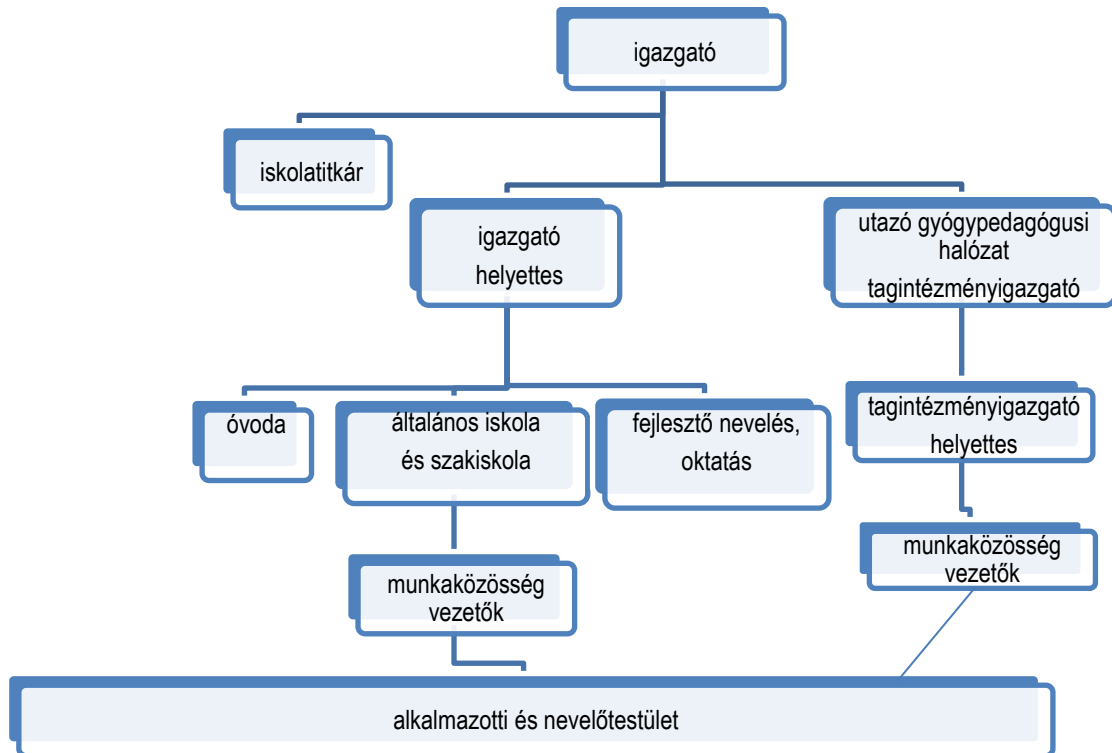 igazgató
iskolatitkár
igazgató
helyettes
utazó gyógypedagógusi
halózat
tagintézményigazgató
óvoda
általános iskola
és szakiskola
fejlesztő nevelés,
oktatás
tagintézményigazgató
helyettes
munkaközösség
vezetők
munkaközösség
vezetők
alkalmazotti és nevelőtestület